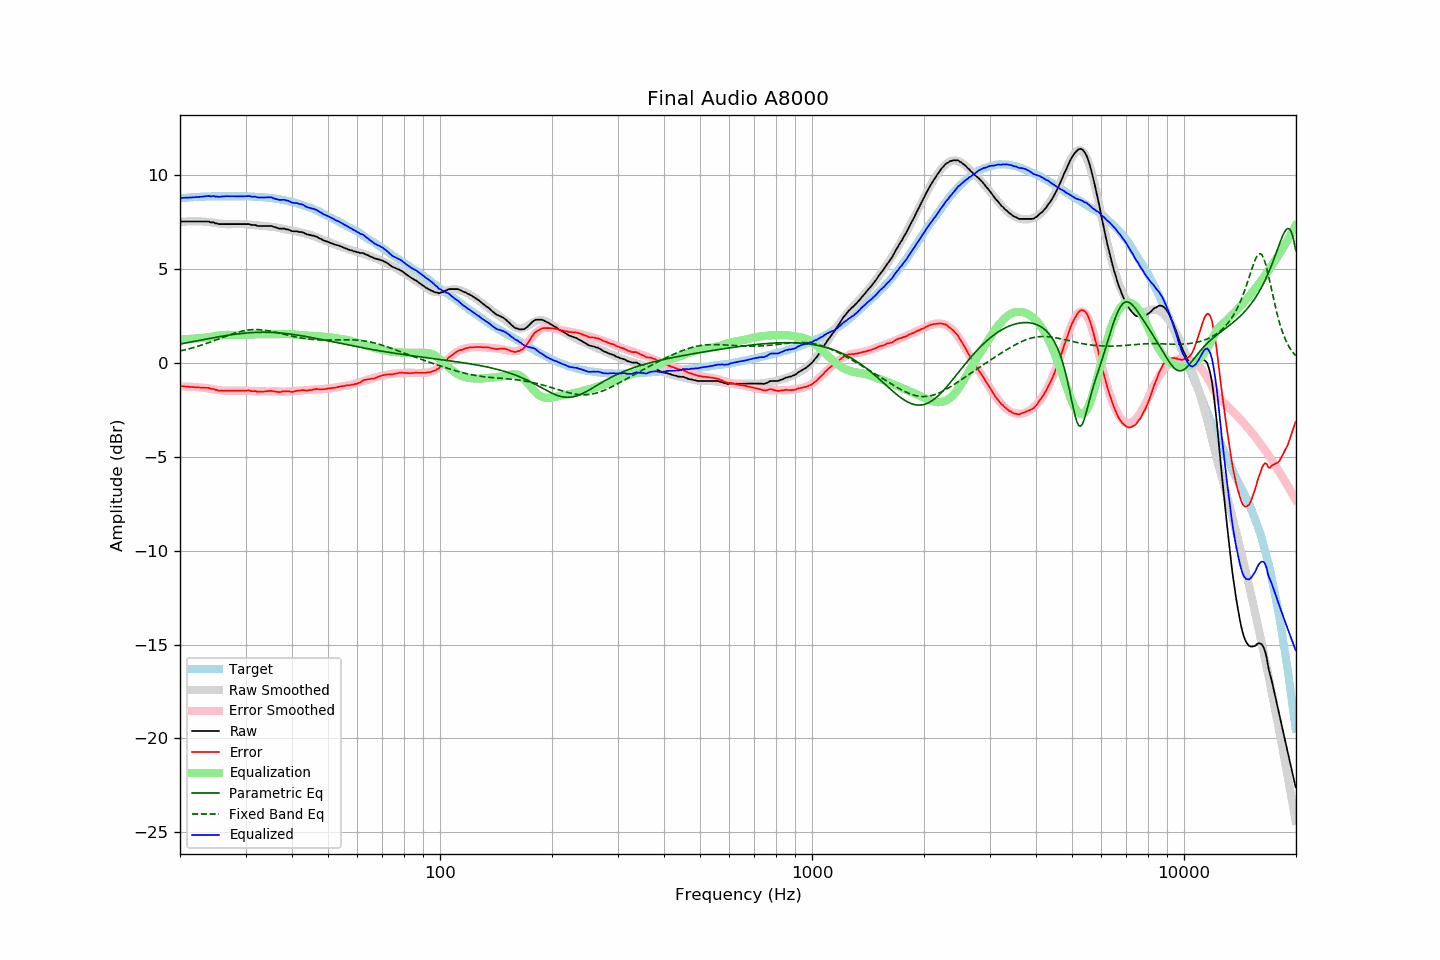 Final Audio A8000
10
5
0
−5
−10
−15
−20
−25
Amplitude (dBr)
Target
Raw Smoothed
Error Smoothed
Raw
Error
Equalization
Parametric Eq
Fixed Band Eq
Equalized
100 1000 10000
Frequency (Hz)